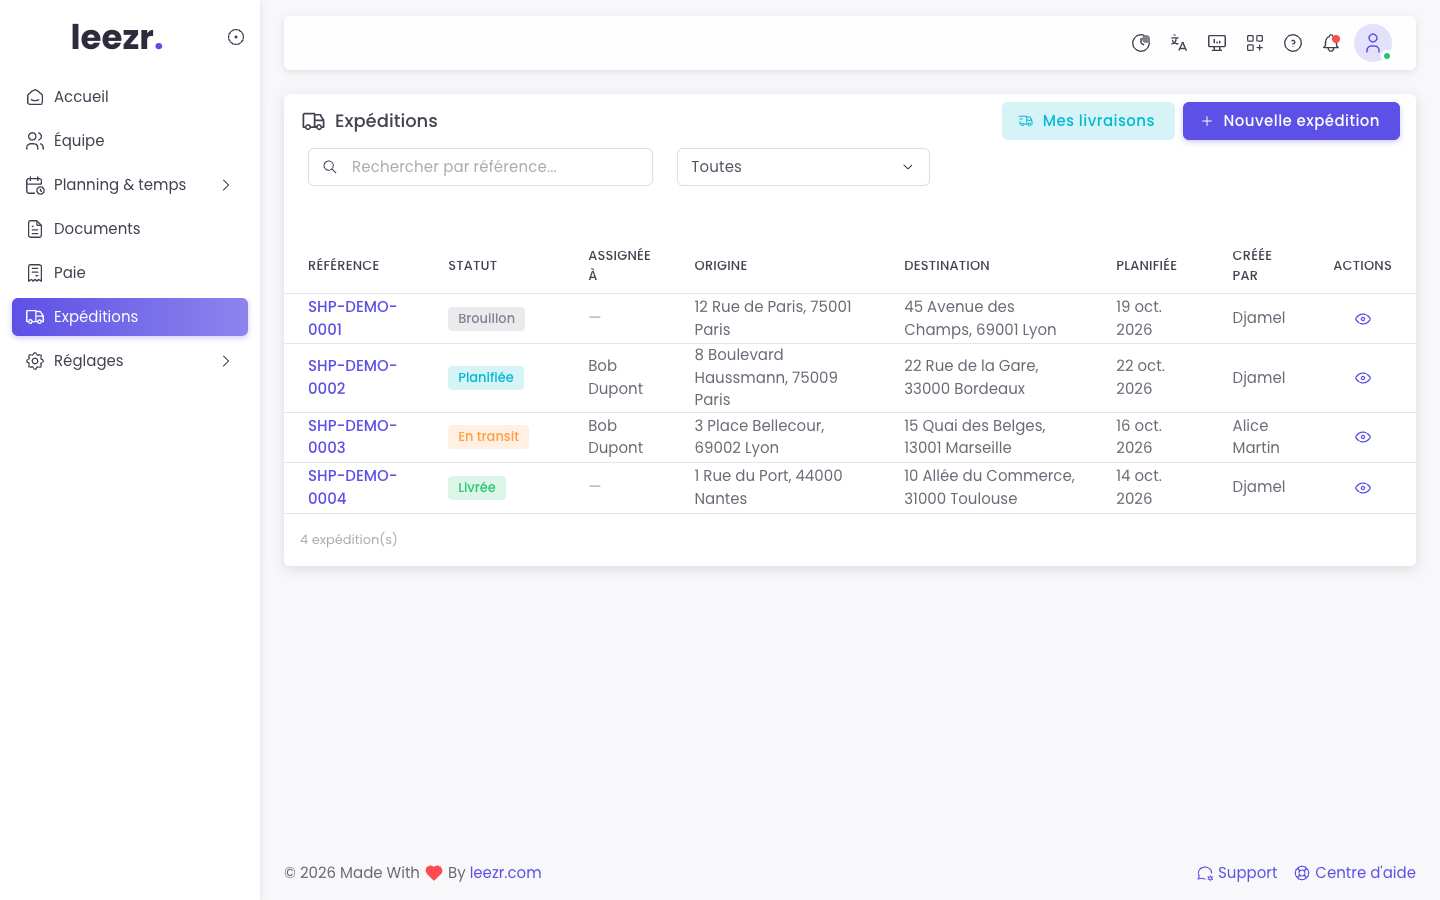 leezr.
Accueil
Équipe
Planning & temps
Documents
Paie
Expéditions
Réglages
Expéditions
Mes livraisons
Nouvelle expédition
Rechercher par référence...
Toutes
RÉFÉRENCE STATUT ASSIGNÉE À ORIGINE DESTINATION PLANIFIÉE CRÉÉE PAR ACTIONS
SHP-DEMO-0001 Brouillon — 12 Rue de Paris, 75001 Paris 45 Avenue des Champs, 69001 Lyon 19 oct. 2026 Djamel
SHP-DEMO-0002 Planifiée Bob Dupont 8 Boulevard Haussmann, 75009 Paris 22 Rue de la Gare, 33000 Bordeaux 22 oct. 2026 Djamel
SHP-DEMO-0003 En transit Bob Dupont 3 Place Bellecour, 69002 Lyon 15 Quai des Belges, 13001 Marseille 16 oct. 2026 Alice Martin
SHP-DEMO-0004 Livrée — 1 Rue du Port, 44000 Nantes 10 Allée du Commerce, 31000 Toulouse 14 oct. 2026 Djamel
4 expédition(s)
© 2026 Made With By leezr.com
Support
Centre d'aide